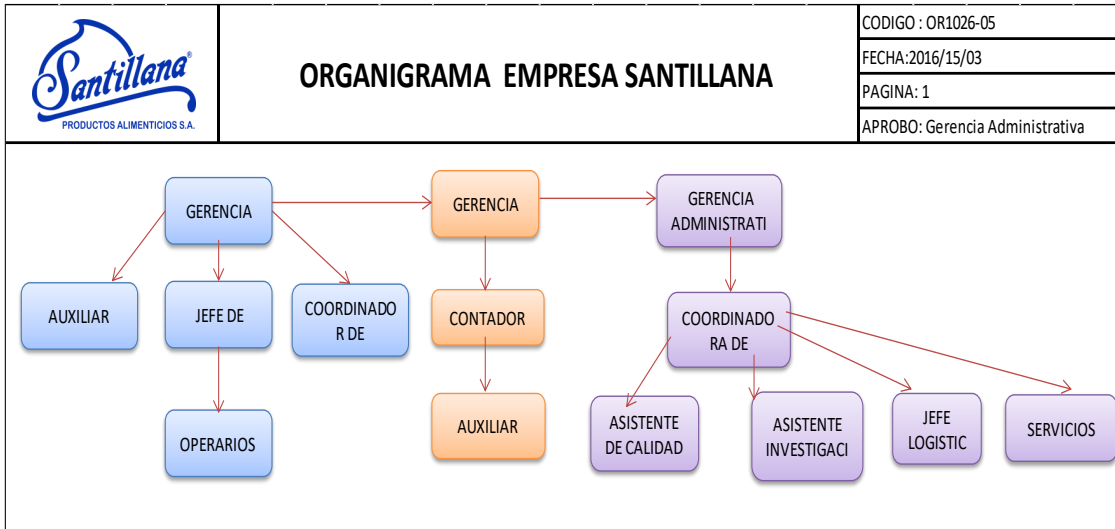 Santillana®
PRODUCTOS ALIMENTICIOS S.A.
ORGANIGRAMA EMPRESA SANTILLANA
CODIGO : OR1026-05
FECHA:2016/15/03
PAGINA: 1
APROBO: Gerencia Administrativa
GERENCIA
GERENCIA
GERENCIA
ADMINISTRATI
AUXILIAR
JEFE DE
COORDINADO
R DE
CONTADOR
COORDINADO
RA DE
OPERARIOS
AUXILIAR
ASISTENTE
DE CALIDAD
ASISTENTE
INVESTIGACI
JEFE
LOGISTIC
SERVICIOS